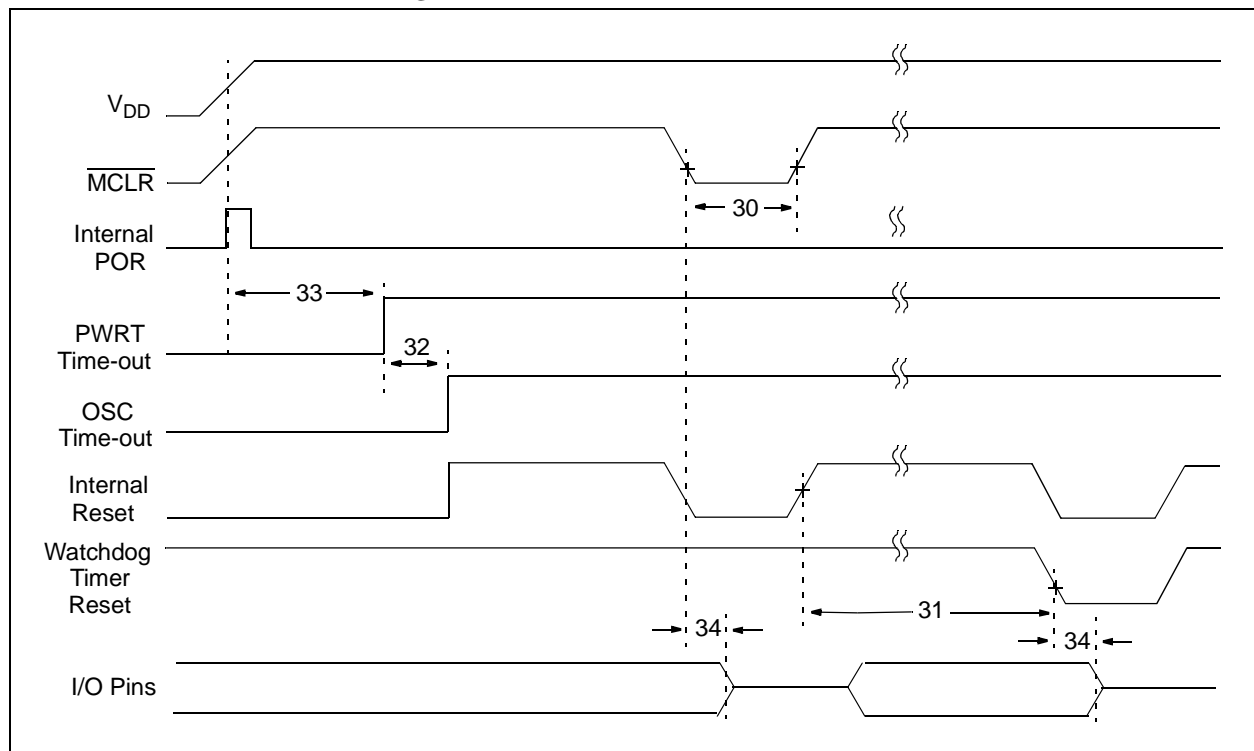 VDD
MCLR
30
Internal
POR
33
PWRT
Time-out
32
OSC
Time-out
Internal
Reset
Watchdog
Timer
Reset
31
34
34
I/O Pins